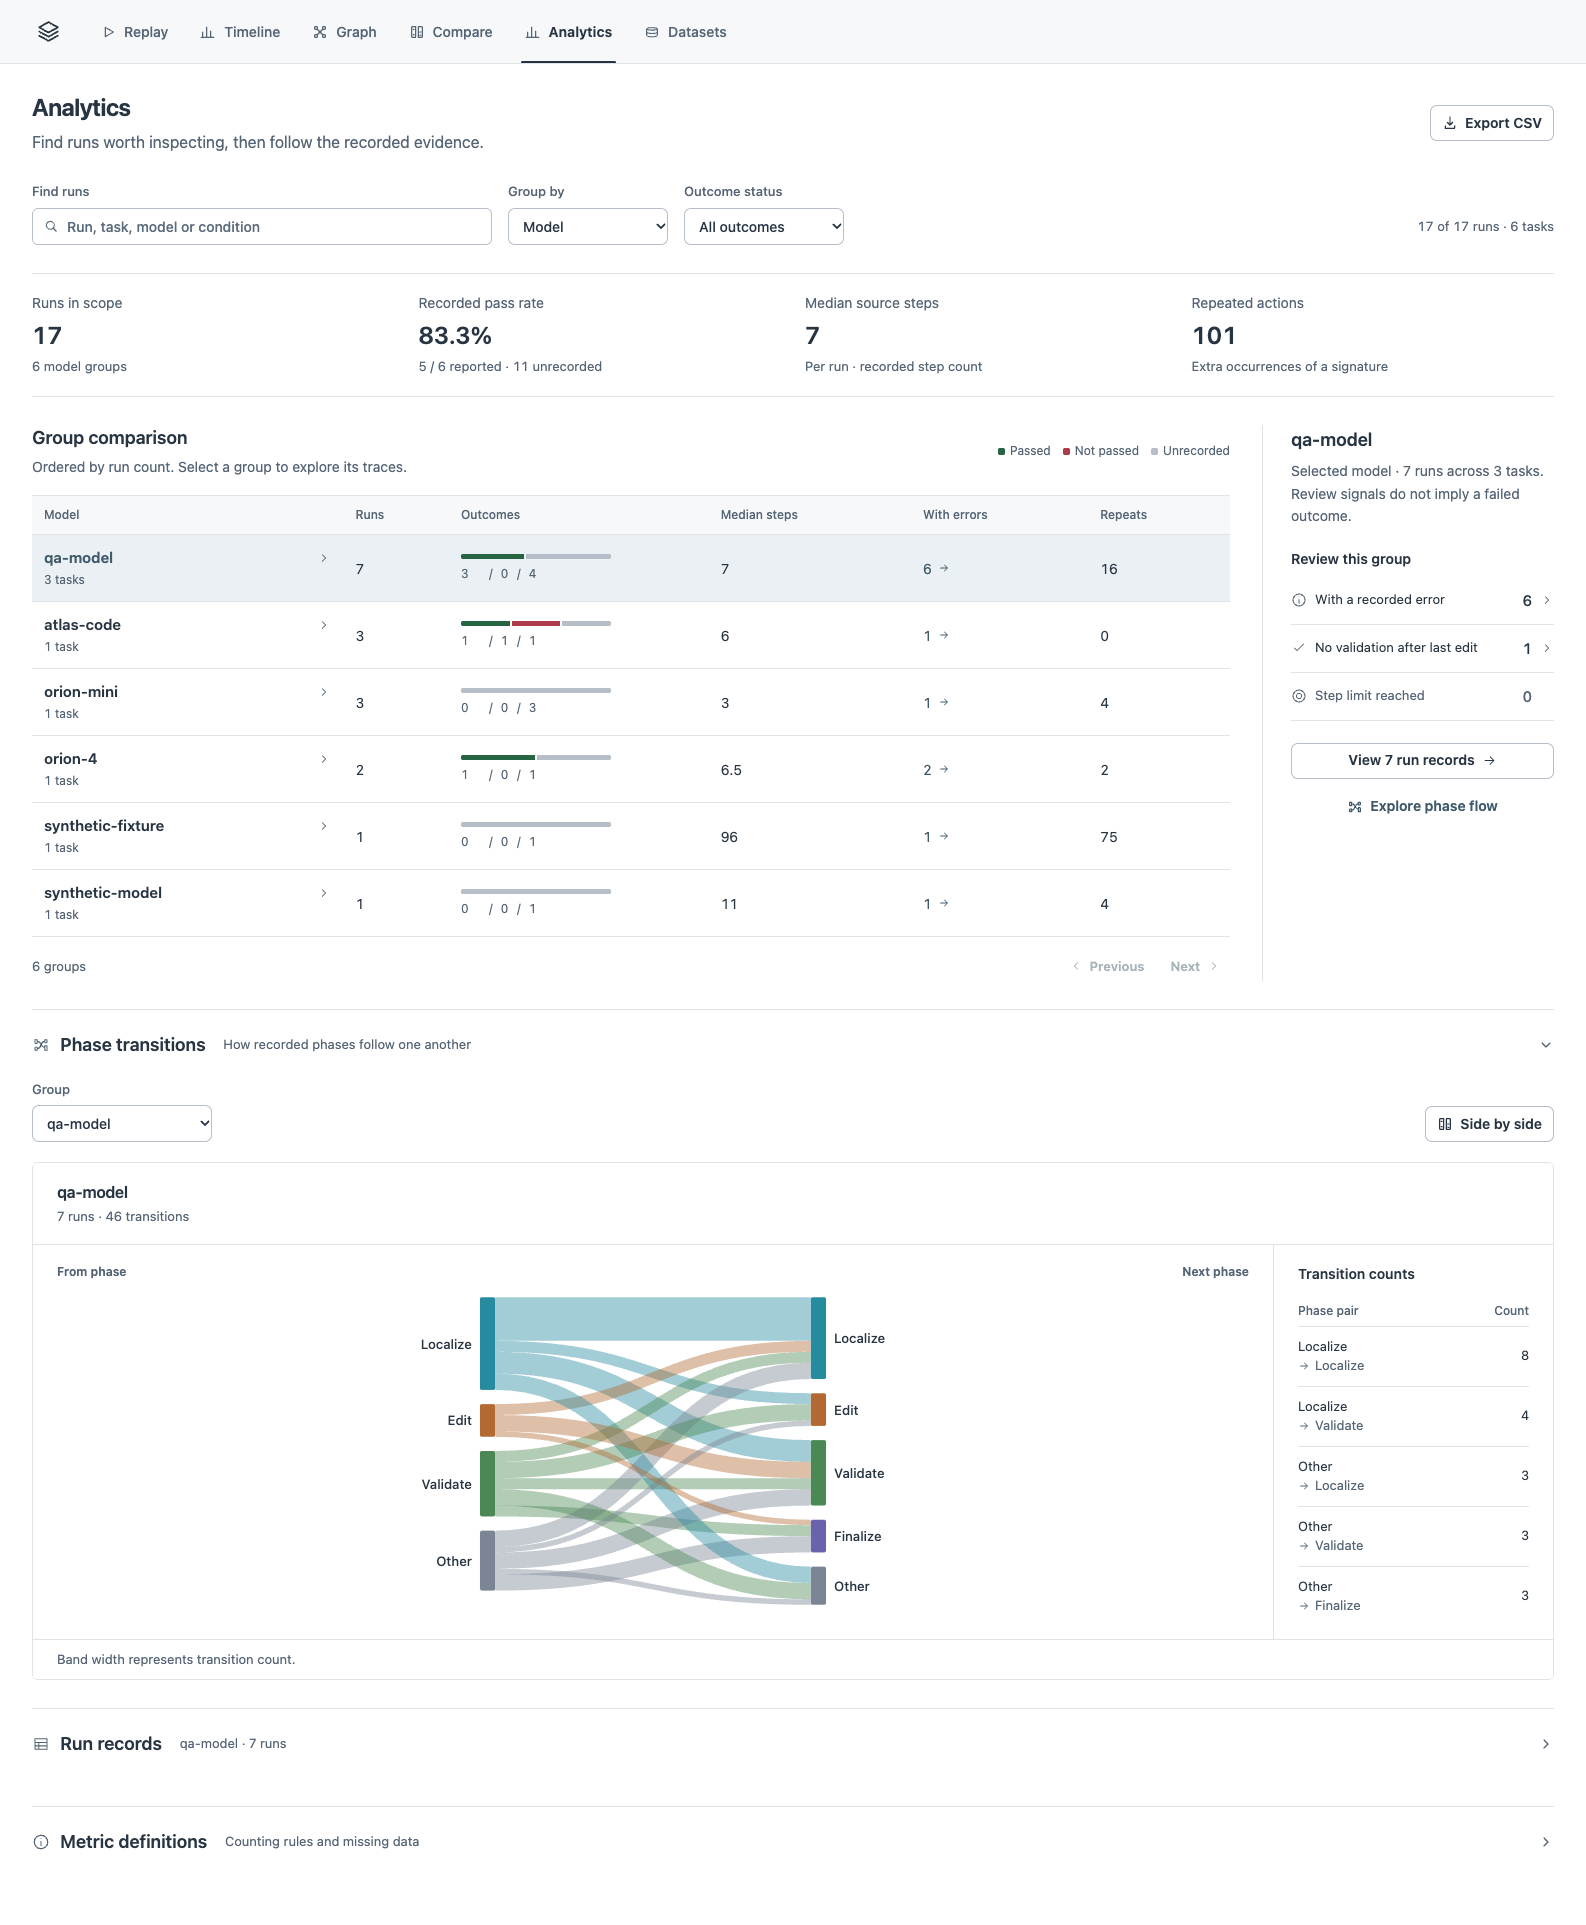 Replay
Timeline
Graph
Compare
Analytics
Datasets
Analytics
Find runs worth inspecting, then follow the recorded evidence.
Export CSV
Find runs
Group by
Outcome status
Run, task, model or condition
Model
All outcomes
17 of 17 runs · 6 tasks
Runs in scope
17
6 model groups
Recorded pass rate
83.3%
5 / 6 reported · 11 unrecorded
Median source steps
7
Per run · recorded step count
Repeated actions
101
Extra occurrences of a signature
Group comparison
Ordered by run count. Select a group to explore its traces.
Passed
Not passed
Unrecorded
Model Runs Outcomes Median steps With errors Repeats
qa-model
3 tasks
7
3 / 0 / 4
7
6 →
16
atlas-code
1 task
3
1 / 1 / 1
6
1 →
0
orion-mini
1 task
3
0 / 0 / 3
3
1 →
4
orion-4
1 task
2
1 / 0 / 1
6.5
2 →
2
synthetic-fixture
1 task
1
0 / 0 / 1
96
1 →
75
synthetic-model
1 task
1
0 / 0 / 1
11
1 →
4
6 groups
Previous
Next
qa-model
Selected model · 7 runs across 3 tasks.
Review signals do not imply a failed
outcome.
Review this group
With a recorded error 6
No validation after last edit 1
Step limit reached 0
View 7 run records →
Explore phase flow
Phase transitions
How recorded phases follow one another
Group
qa-model
Side by side
qa-model
7 runs · 46 transitions
From phase
Next phase
Localize
Edit
Validate
Other
Localize
Edit
Validate
Finalize
Other
Transition counts
Phase pair Count
Localize
→ Localize
8
Localize
→ Validate
4
Other
→ Localize
3
Other
→ Validate
3
Other
→ Finalize
3
Band width represents transition count.
Run records
qa-model · 7 runs
Metric definitions
Counting rules and missing data